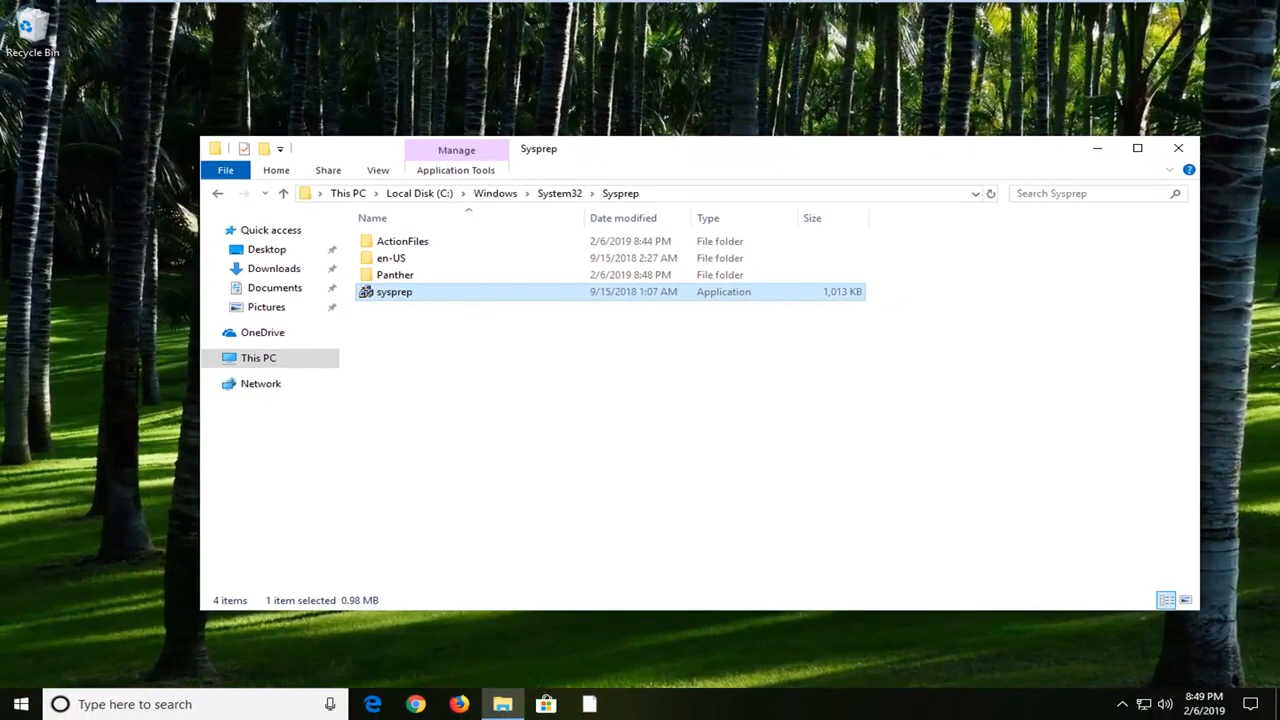 Recycle Bin
Manage
Sysprep
File
Home
Share
View
Application Tools
This PC
Local Disk (C:)
Windows
System32
Sysprep
Search Sysprep
Quick access
Desktop
Downloads
Documents
Pictures
OneDrive
This PC
Network
Name Date modified Type Size
ActionFiles 2/6/2019 8:44 PM File folder
en-US 9/15/2018 2:27 AM File folder
Panther 2/6/2019 8:48 PM File folder
sysprep 9/15/2018 1:07 AM Application 1,013 KB
4 items 1 item selected 0.98 MB
Type here to search
8:49 PM
2/6/2019